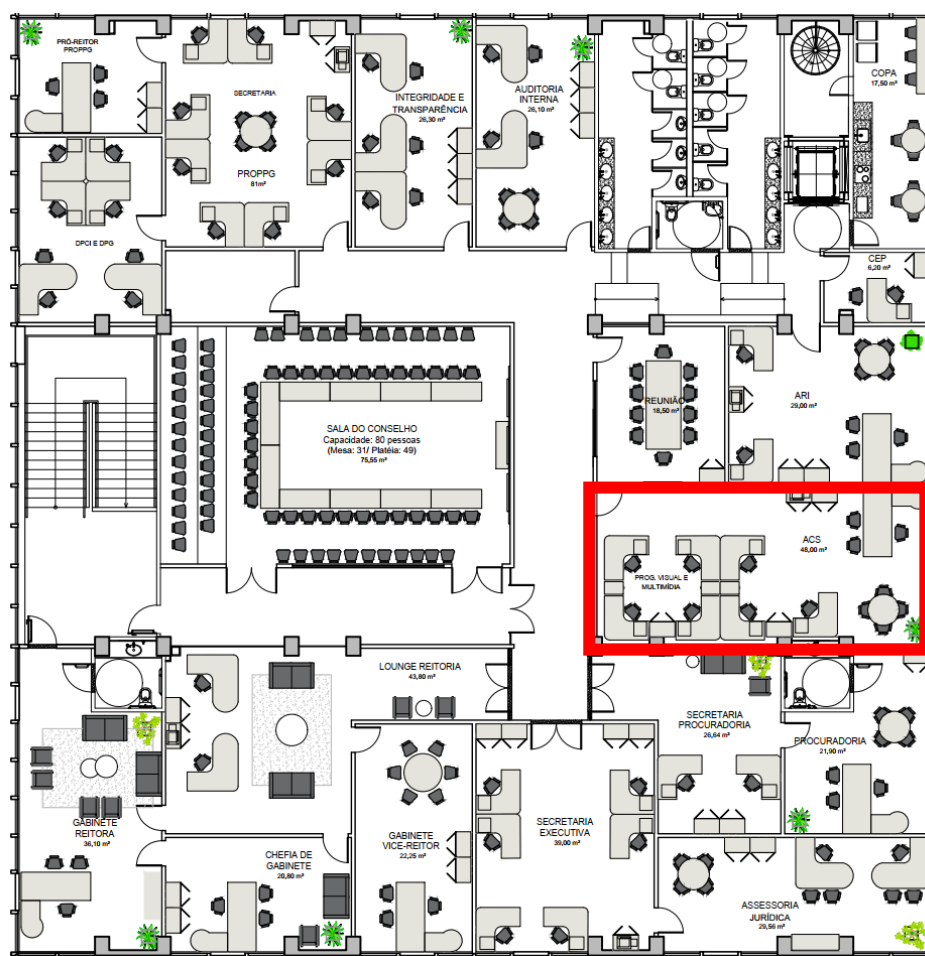 PRÓ-REITOR
PROPPG
SECRETARIA
PROPPG
81m²
INTEGRIDADE E
TRANSPARÊNCIA
26,30 m²
AUDITORIA
INTERNA
26,10 m²
COPA
17,50 m²
DPCI E DPG
CEP
6,20 m²
SALA DO CONSELHO
Capacidade: 80 pessoas
(Mesa: 31/ Platéia: 49)
75,55 m²
REUNIÃO
18,50 m²
ARI
29,00 m²
ACS
48,00 m²
PROG. VISUAL E
MULTIMÍDIA
LOUNGE REITORIA
43,80 m²
SECRETARIA
PROCURADORIA
26,64 m²
PROCURADORIA
21,90 m²
GABINETE
REITORA
36,10 m²
CHEFIA DE
GABINETE
20,80 m²
GABINETE
VICE-REITOR
22,25 m²
SECRETARIA
EXECUTIVA
39,00 m²
ASSESSORIA
JURÍDICA
29,56 m²